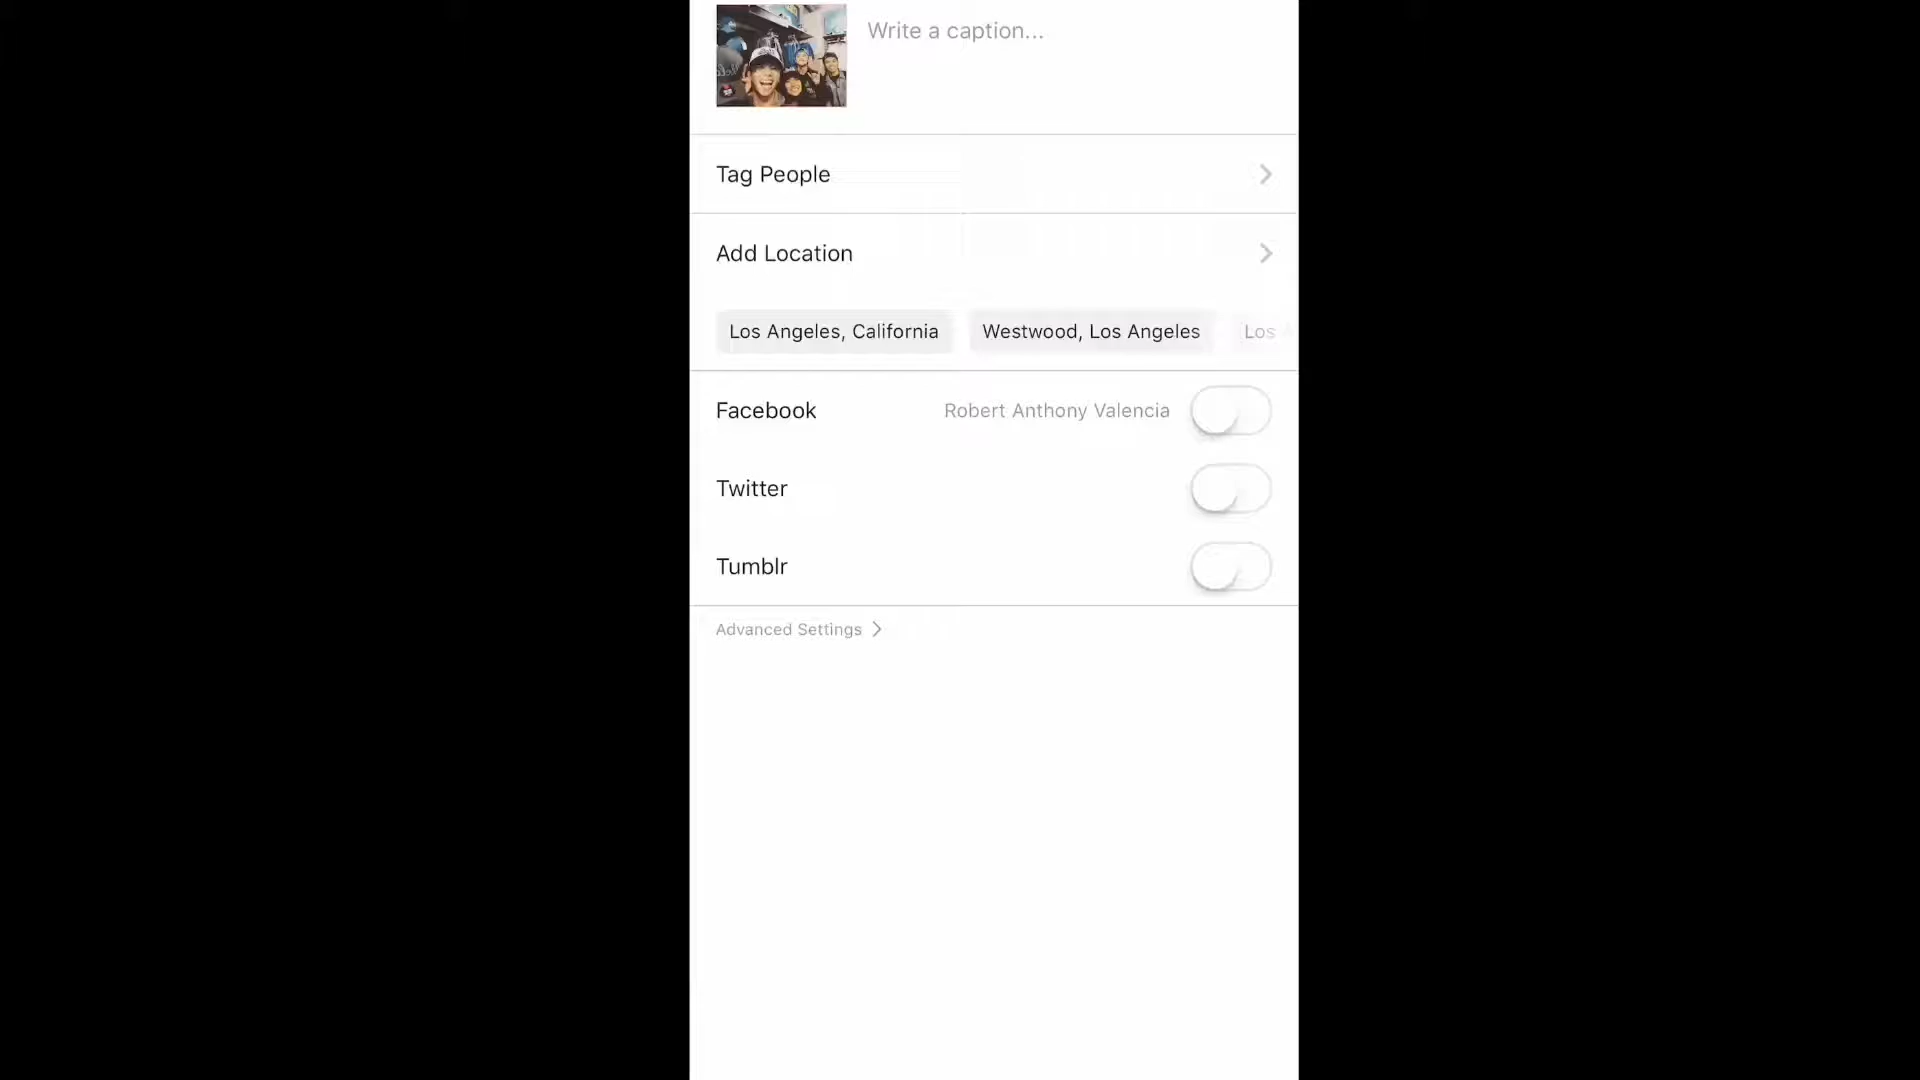 Write a caption...
Tag People
Add Location
Los Angeles, California
Westwood, Los Angeles
Los
Facebook
Robert Anthony Valencia
Twitter
Tumblr
Advanced Settings